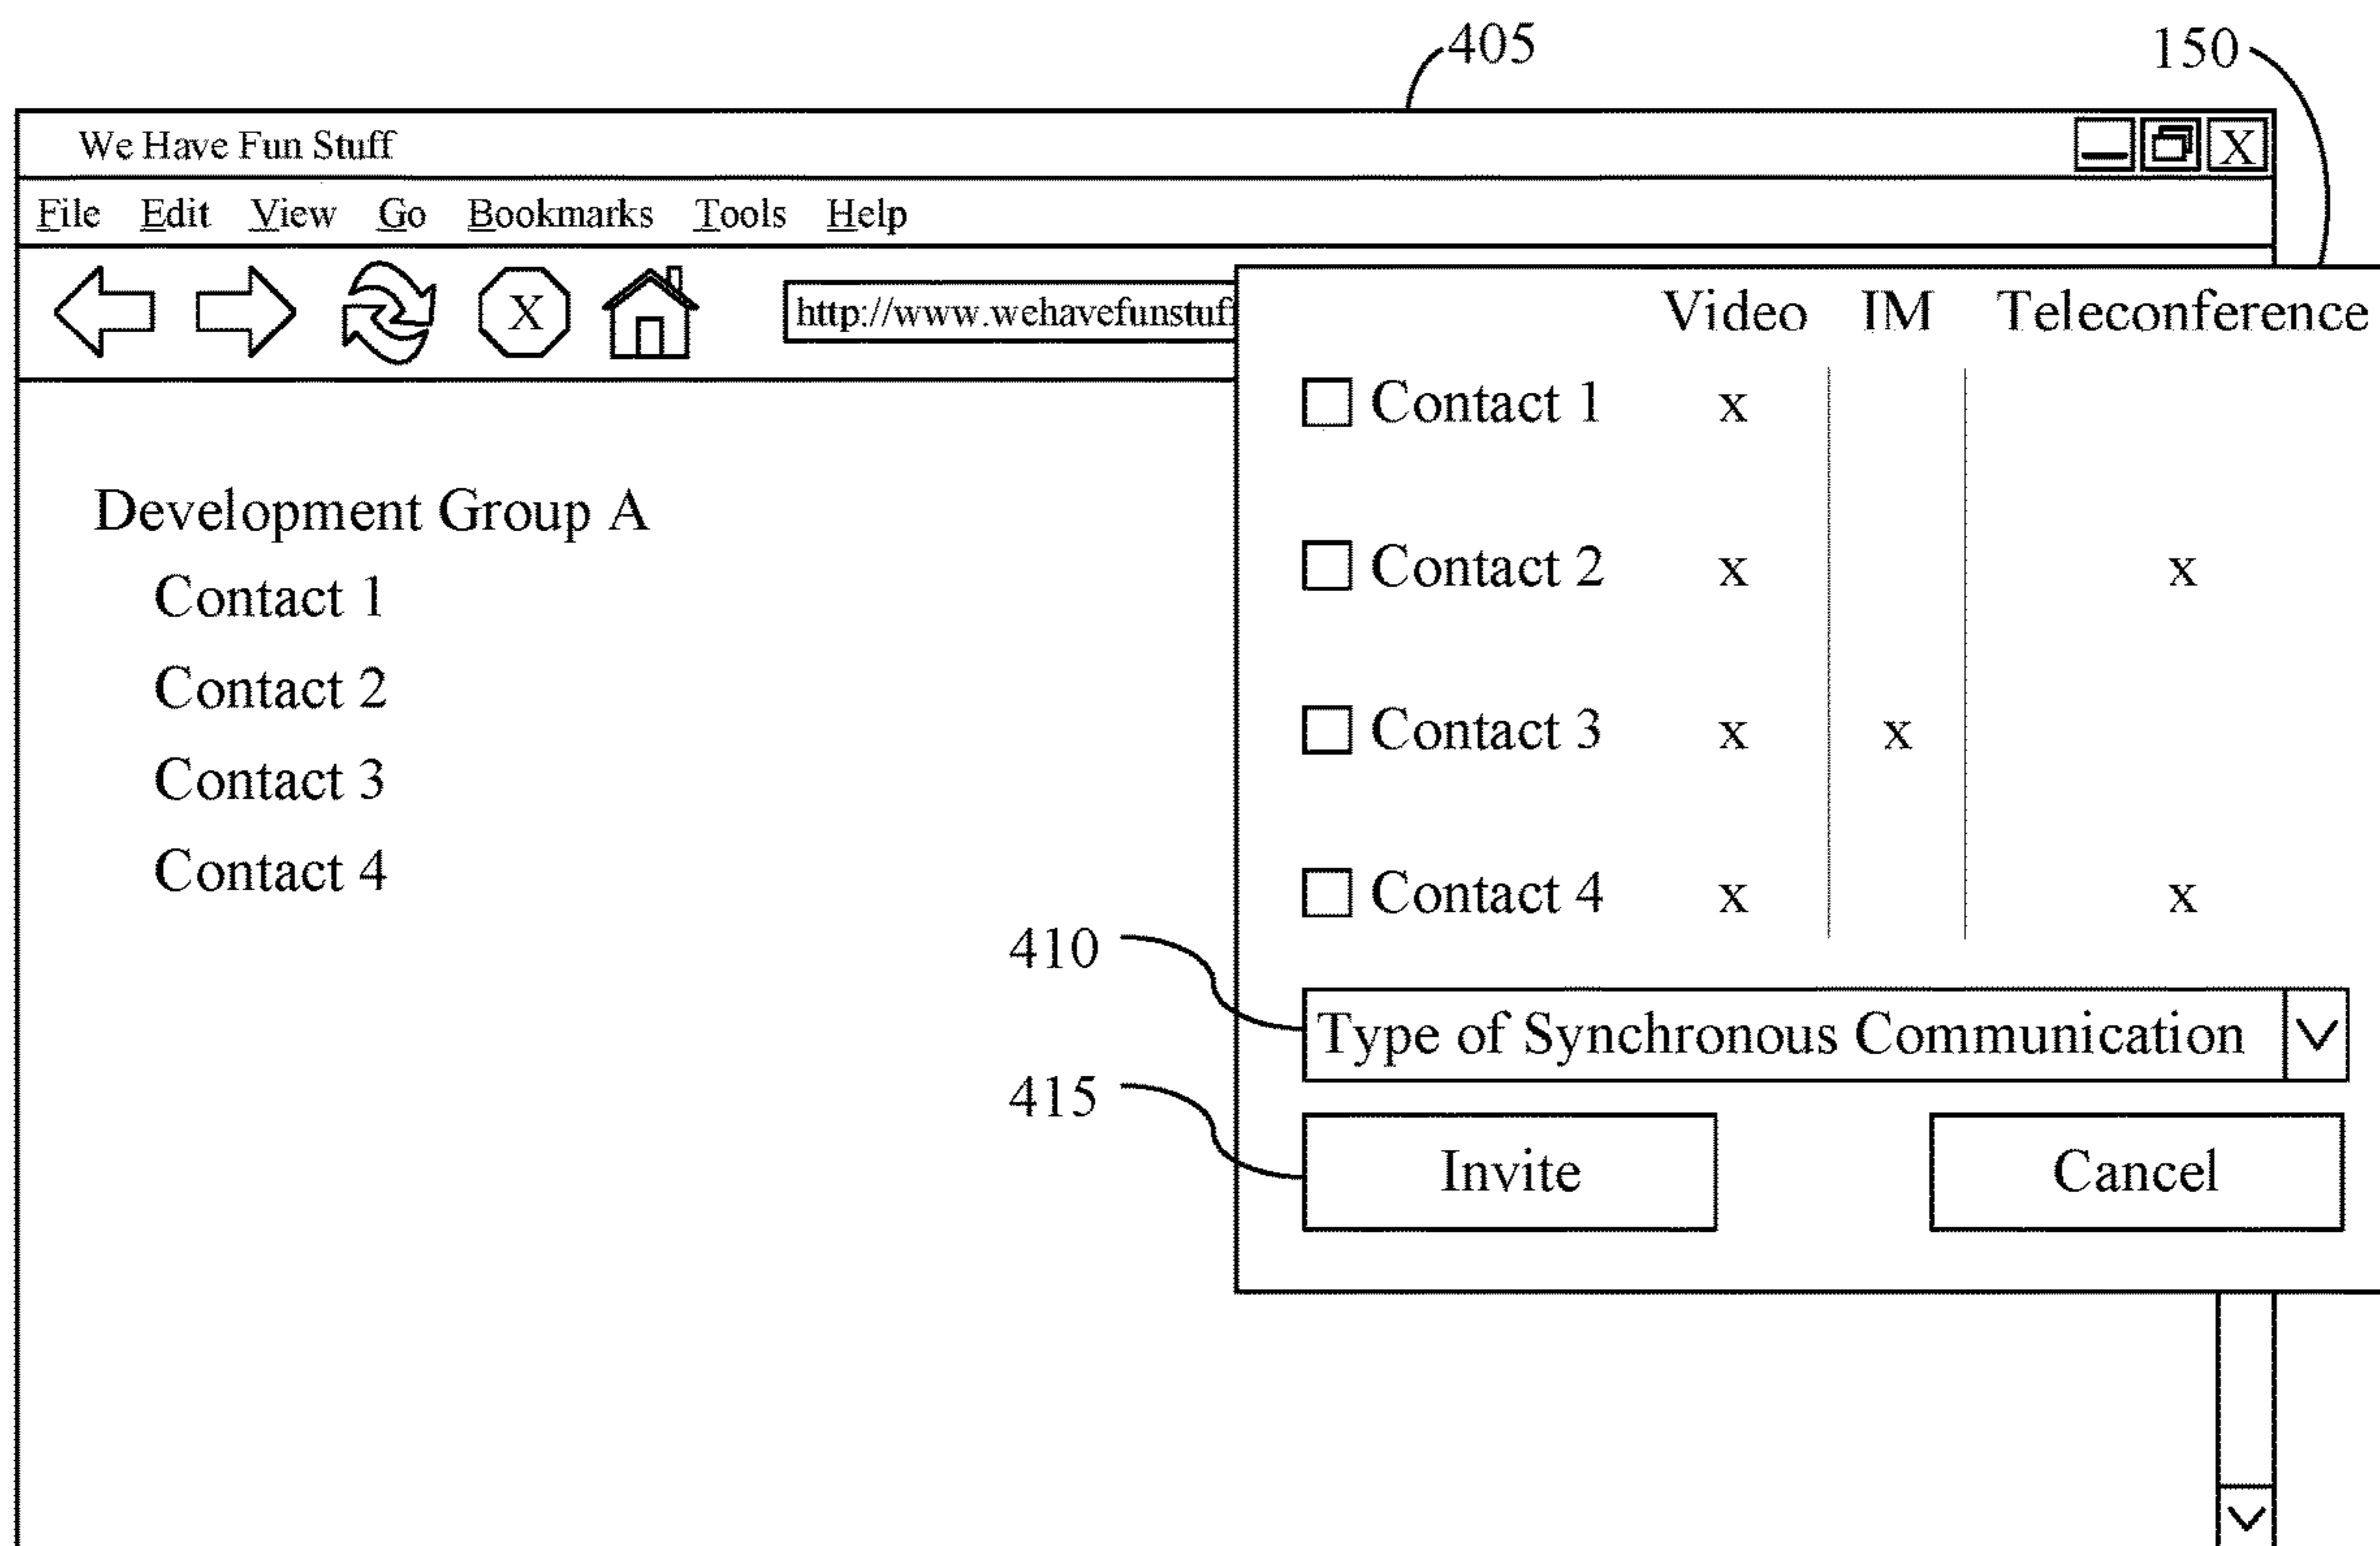 405
150
We Have Fun Stuff
X
File Edit View Go Bookmarks Tools Help
X
http://www.wehavefunstuff
Video IM Teleconference
Contact 1 x
Contact 2 x x
Contact 3 x x
Contact 4 x x
Development Group A
Contact 1
Contact 2
Contact 3
Contact 4
410
Type of Synchronous Communication
415
Invite Cancel